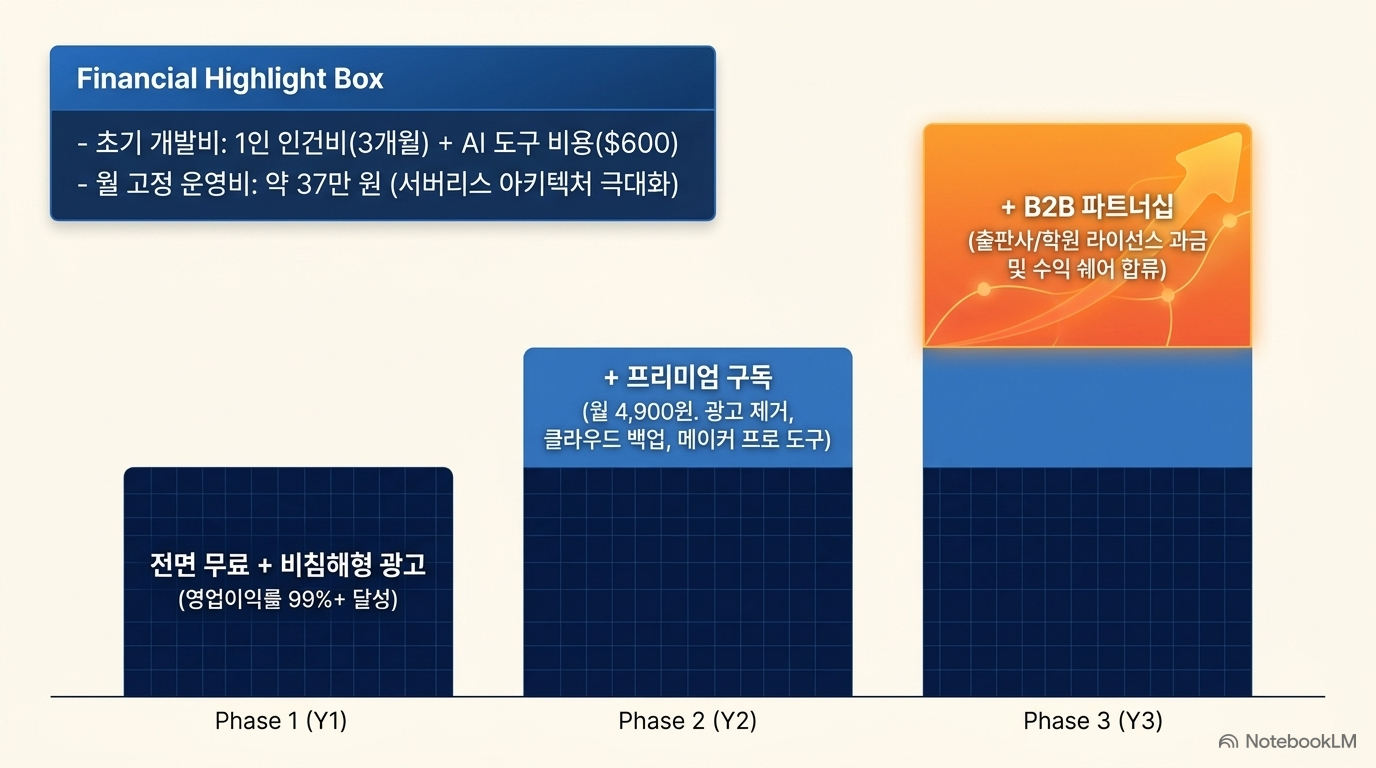 Financial Highlight Box
- 초기 개발비: 1인 인건비(3개월) + AI 도구 비용($600)
- 월 고정 운영비: 약 37만 원 (서버리스 아키텍처 극대화)
+ B2B 파트너십
(출판사/학원 라이선스 과금
및 수익 쉐어 합류)
+ 프리미엄 구독
(월 4,900원. 광고 제거,
클라우드 백업, 메이커 프로 도구)
전면 무료 + 비침해형 광고
(영업이익률 99%+ 달성)
Phase 1 (Y1)
Phase 2 (Y2)
Phase 3 (Y3)
NotebookLM